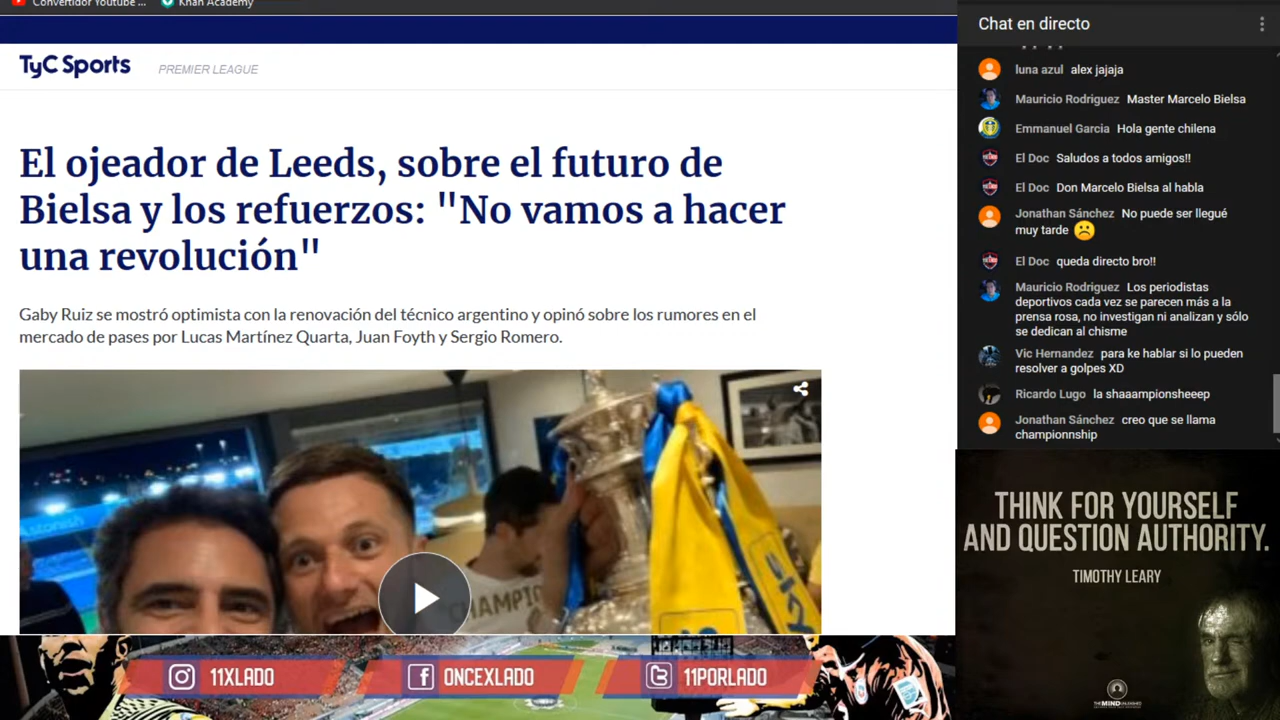 Convertidor Youtube ...
Khan Academy
TyC Sports
PREMIER LEAGUE
El ojeador de Leeds, sobre el futuro de
Bielsa y los refuerzos: "No vamos a hacer
una revolución"
Gaby Ruiz se mostró optimista con la renovación del técnico argentino y opinó sobre los rumores en el
mercado de pases por Lucas Martínez Quarta, Juan Foyth y Sergio Romero.
CHAMPIO
sky
11XLADO
ONCEXLADO
11PORLADO
Chat en directo
luna azul alex jajaja
Mauricio Rodriguez Master Marcelo Bielsa
Emmanuel Garcia Hola gente chilena
El Doc Saludos a todos amigos!!
El Doc Don Marcelo Bielsa al habla
Jonathan Sánchez No puede ser llegué
muy tarde ☹️
El Doc queda directo bro!!
Mauricio Rodriguez Los periodistas
deportivos cada vez se parecen más a la
prensa rosa, no investigan ni analizan y sólo
se dedican al chisme
Vic Hernandez para ke hablar si lo pueden
resolver a golpes XD
Ricardo Lugo la shaaampionsheeep
Jonathan Sánchez creo que se llama
championnship
THINK FOR YOURSELF
AND QUESTION AUTHORITY.
TIMOTHY LEARY
THEMINDUNLEASHED